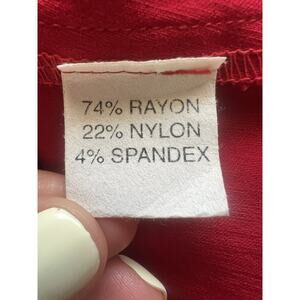 74% RAYON
22% NYLON
4% SPANDEX